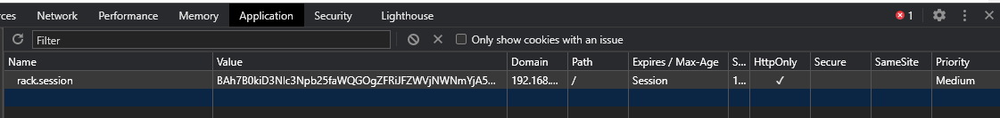 rces Network Performance Memory Application Security Lighthouse 1
Filter Only show cookies with an issue
Name Value Domain Path Expires / Max-Age S... HttpOnly Secure SameSite Priority
rack.session BAh7B0kiD3Nlc3Npb25faWQGOgZFRiJFZWVjNWNmYjA5... 192.168.... / Session 1... ✓ Medium